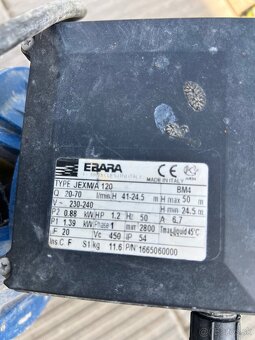 EBARA
CE
MADE IN ITALY
TYPE JEXM/A 120 BM4
Q 20-70 l/min.H 41-24.5 m H max 50 m
V~ 230-240 H min 24.5 m
P2 0.88 kW HP 1.2 Hz 50 A 6.7
P1 1.39 kW Phase 1 min 2800 Tmax liquid 45°C
µF 20 Vc 450 IP 54
Ins.C F S1 kg 11.6 P/N 1665060000